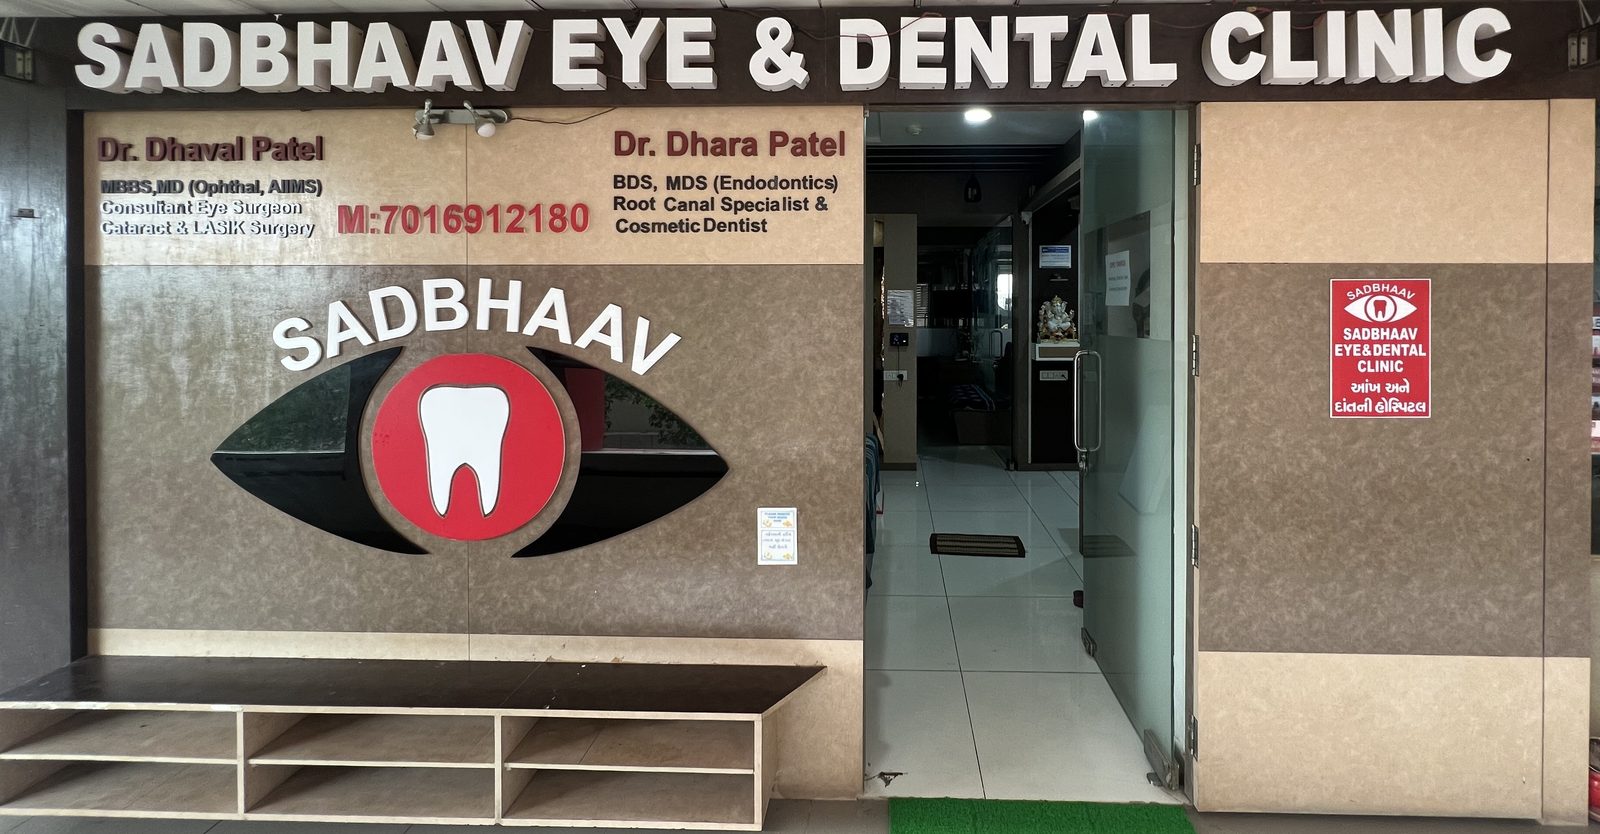 SADBHAAV EYE & DENTAL CLINIC
Dr. Dhaval Patel
MBBS,MD (Ophthal, AIIMS)
Consultant Eye Surgeon
Cataract & LASIK Surgery
M:7016912180
Dr. Dhara Patel
BDS, MDS (Endodontics)
Root Canal Specialist &
Cosmetic Dentist
SADBHAAV
SADBHAAV
SADBHAAV
EYE&DENTAL
CLINIC
આંખ અને
દાંતની હોસ્પિટલ